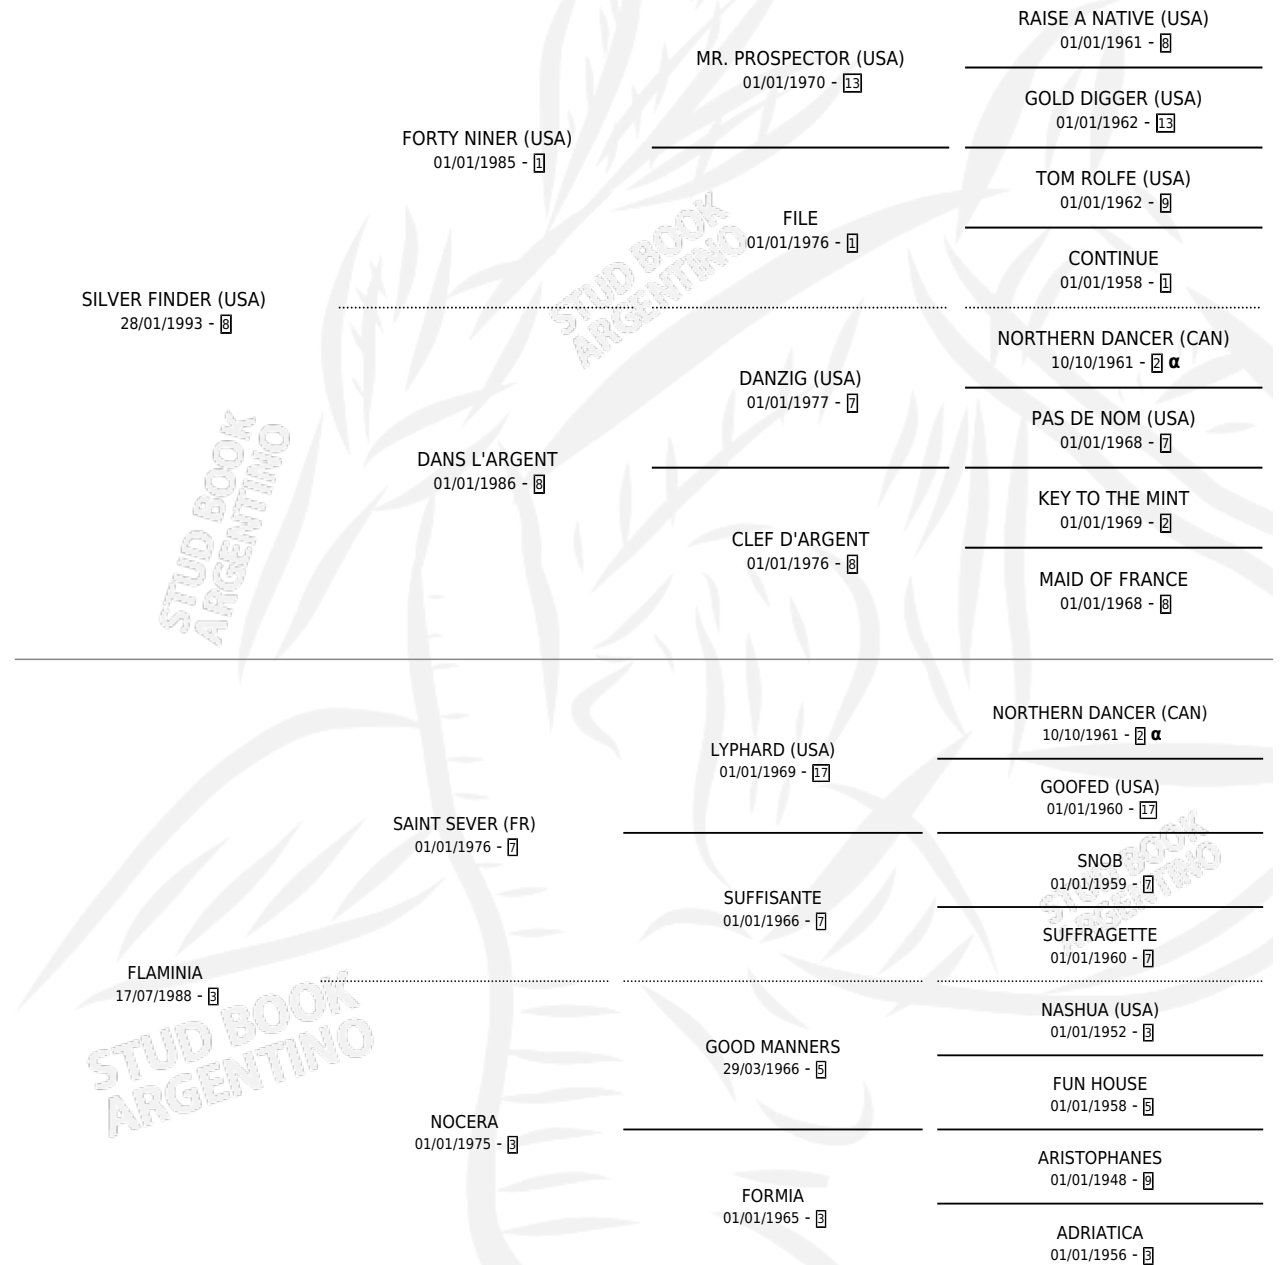 RAISE A NATIVE (USA)
01/01/1961 - 8
MR. PROSPECTOR (USA)
01/01/1970 - 13
GOLD DIGGER (USA)
01/01/1962 - 13
FORTY NINER (USA)
01/01/1985 - 1
TOM ROLFE (USA)
01/01/1962 - 9
FILE
01/01/1976 - 1
CONTINUE
01/01/1958 - 1
SILVER FINDER (USA)
28/01/1993 - 8
STUD BOOK
ARGENTINO
NORTHERN DANCER (CAN)
10/10/1961 - 2 α
DANZIG (USA)
01/01/1977 - 7
PAS DE NOM (USA)
01/01/1968 - 7
DANS L'ARGENT
01/01/1986 - 8
KEY TO THE MINT
01/01/1969 - 2
CLEF D'ARGENT
01/01/1976 - 8
MAID OF FRANCE
01/01/1968 - 8
STUD BOOK
ARGENTINO
NORTHERN DANCER (CAN)
10/10/1961 - 2 α
LYPHARD (USA)
01/01/1969 - 17
GOOFED (USA)
01/01/1960 - 17
SAINT SEVER (FR)
01/01/1976 - 7
SNOB
01/01/1959 - 7
STUD BOOK
ARGENTINO
SUFFISANTE
01/01/1966 - 7
SUFFRAGETTE
01/01/1960 - 7
FLAMINIA
17/07/1988 - 3
STUD BOOK
ARGENTINO
NASHUA (USA)
01/01/1952 - 3
GOOD MANNERS
29/03/1966 - 5
FUN HOUSE
01/01/1958 - 5
NOCERA
01/01/1975 - 3
ARISTOPHANES
01/01/1948 - 9
FORMIA
01/01/1965 - 3
ADRIATICA
01/01/1956 - 3